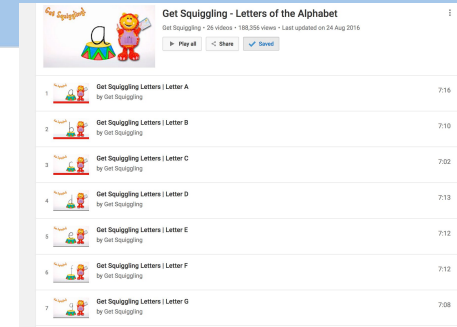 Get Squiggling!
a
Get Squiggling - Letters of the Alphabet
Get Squiggling • 26 videos • 188,356 views • Last updated on 24 Aug 2016
Play all
Share
Saved
1
Get Squiggling Letters | Letter A
by Get Squiggling
7:16
2
Get Squiggling Letters | Letter B
by Get Squiggling
7:10
3
Get Squiggling Letters | Letter C
by Get Squiggling
7:02
4
Get Squiggling Letters | Letter D
by Get Squiggling
7:13
5
Get Squiggling Letters | Letter E
by Get Squiggling
7:12
6
Get Squiggling Letters | Letter F
by Get Squiggling
7:12
7
Get Squiggling Letters | Letter G
by Get Squiggling
7:08